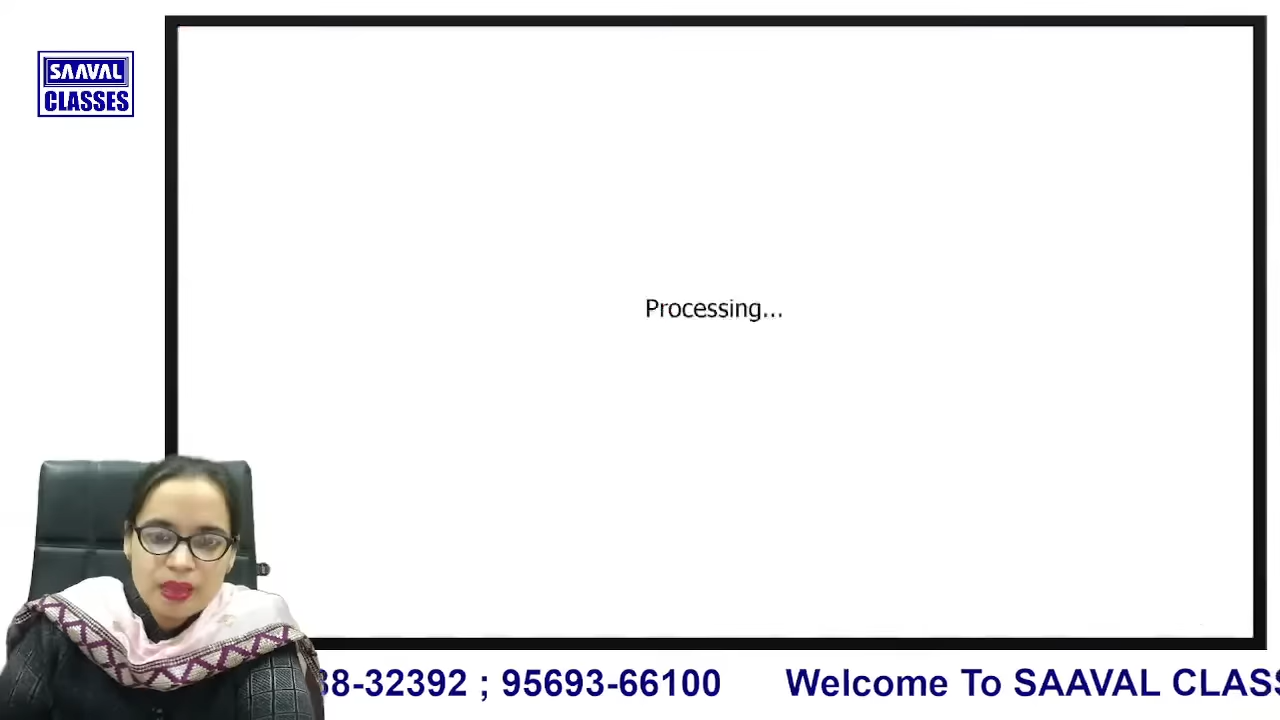 SAAVAL
CLASSES
Processing...
38-32392 ; 95693-66100 Welcome To SAAVAL CLASS